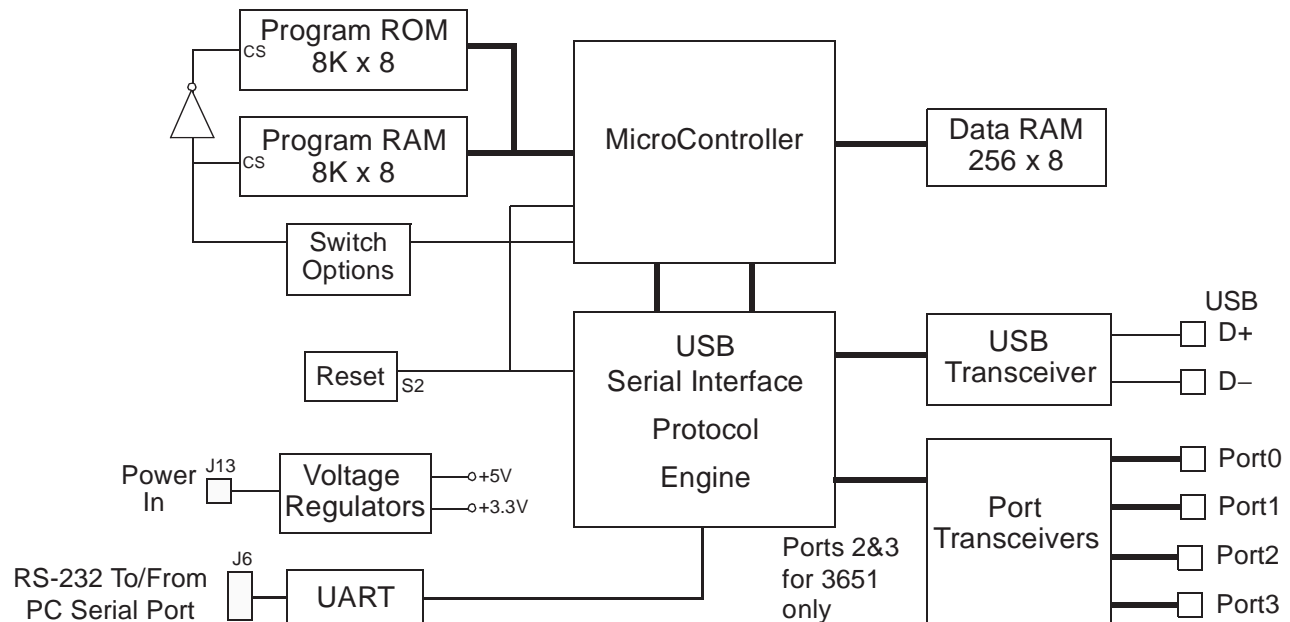 Program ROM
8K x 8
CS
Program RAM
8K x 8
CS
MicroController
Data RAM
256 x 8
Switch
Options
USB
Serial Interface
Protocol
Engine
USB
Transceiver
USB
D+
D–
Reset
S2
Power
In
J13
Voltage
Regulators
+5V
+3.3V
Port
Transceivers
Port0
Port1
Port2
Port3
Ports 2&3
for 3651
only
RS-232 To/From
PC Serial Port
J6
UART